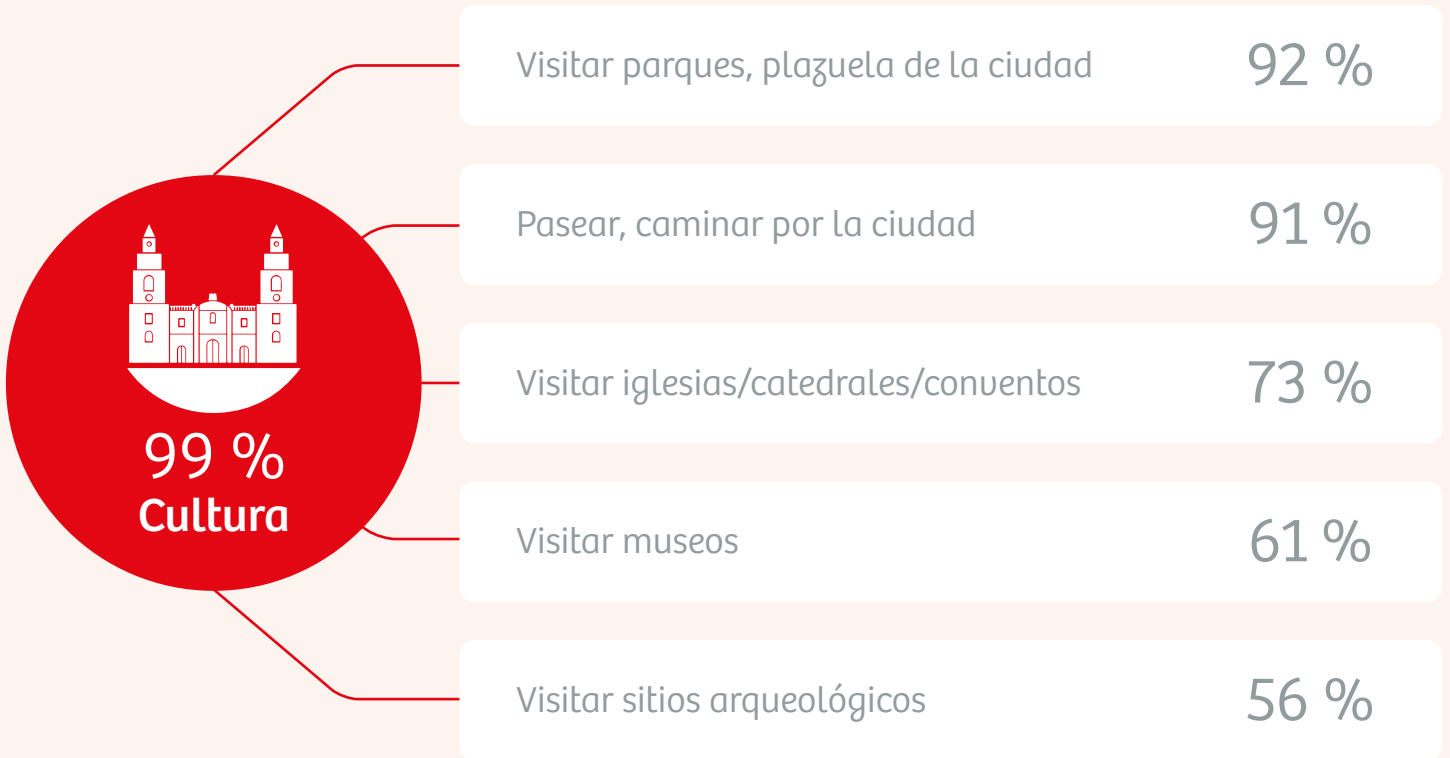 Visitar parques, plazuela de la ciudad 92 %
Pasear, caminar por la ciudad 91 %
Visitar iglesias/catedrales/conventos 73 %
99 %
Cultura
Visitar museos 61 %
Visitar sitios arqueológicos 56 %